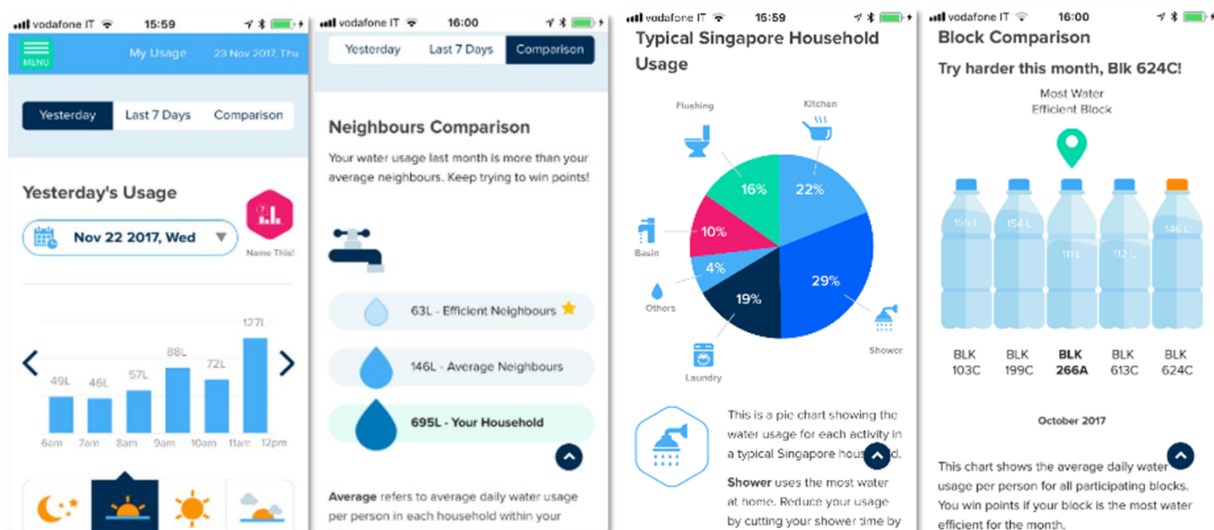 vodafone IT 15:59
MENU
My Usage
23 Nov 2017, Thu
Yesterday
Last 7 Days
Comparison
Yesterday's Usage
Nov 22 2017, Wed
Name This!
49L
46L
57L
88L
72L
127L
6am
7am
8am
9am
10am
11am
12pm
vodafone IT 16:00
Yesterday
Last 7 Days
Comparison
Neighbours Comparison
Your water usage last month is more than your
average neighbours. Keep trying to win points!
63L - Efficient Neighbours
146L - Average Neighbours
695L - Your Household
Average refers to average daily water usage
per person in each household within your
vodafone IT 15:59
Typical Singapore Household
Usage
Flushing
Kitchen
16%
22%
10%
Basin
4%
29%
Others
19%
Shower
Laundry
This is a pie chart showing the
water usage for each activity in
a typical Singapore household.
Shower uses the most water
at home. Reduce your usage
by cutting your shower time by
vodafone IT 16:00
Block Comparison
Try harder this month, Blk 624C!
Most Water
Efficient Block
155 L
154 L
111 L
112 L
146 L
BLK
103C
BLK
199C
BLK
266A
BLK
613C
BLK
624C
October 2017
This chart shows the average daily water
usage per person for all participating blocks.
You win points if your block is the most water
efficient for the month.